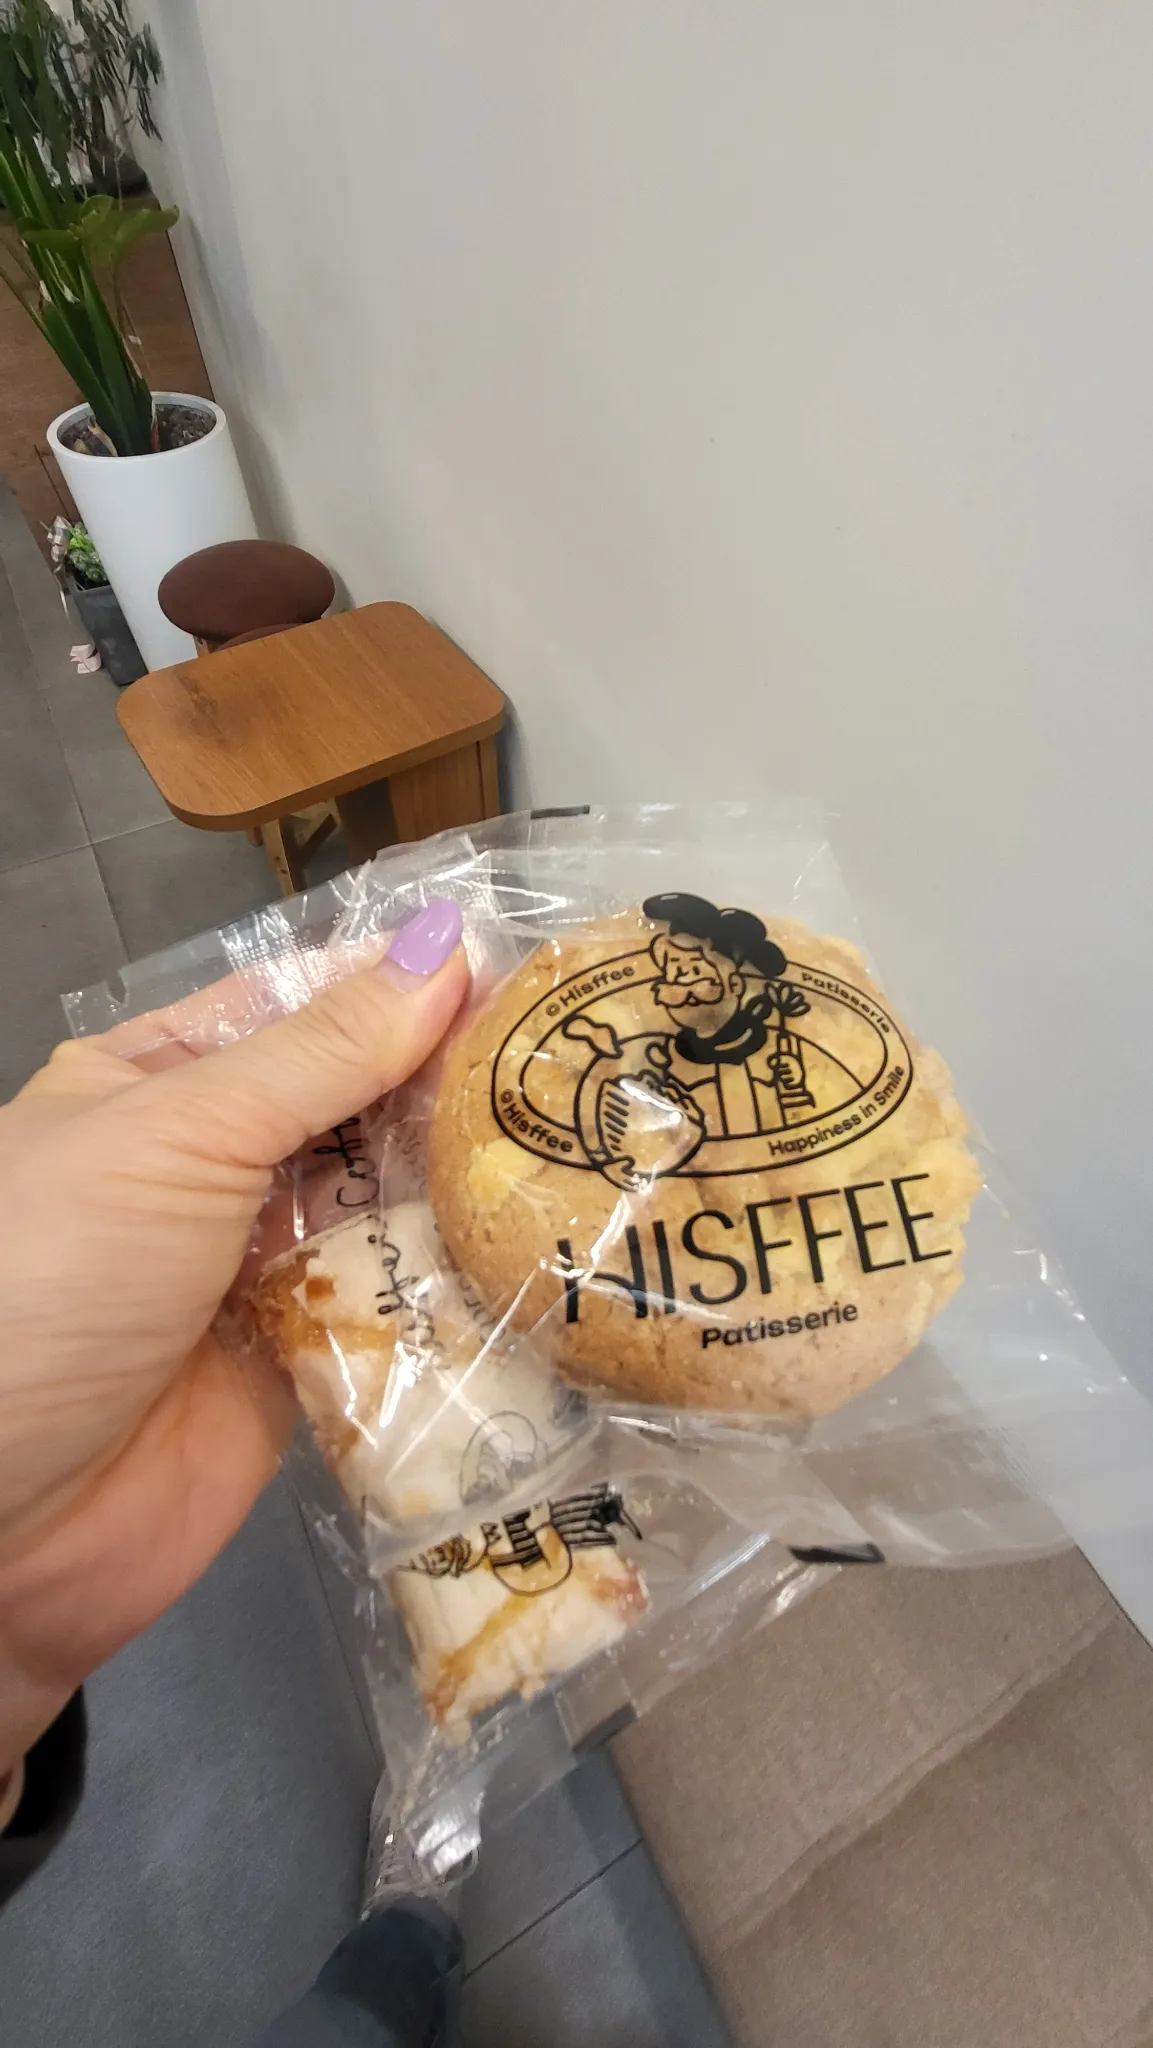 © Hisffee
Patisserie
© Hisffee
Happiness in Smile
HISFFEE
Patisserie